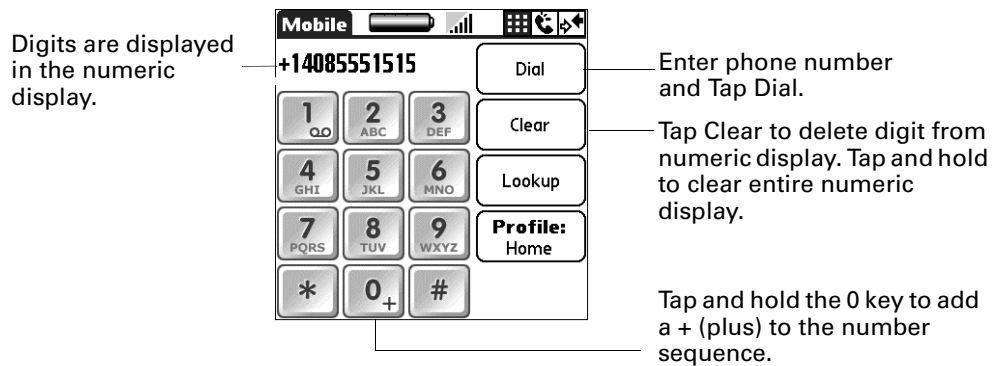 Digits are displayed
in the numeric
display.
Mobile
+14085551515
1
2
ABC
3
DEF
4
GHI
5
JKL
6
MNO
7
PQRS
8
TUV
9
WXYZ
*
0+
#
Dial
Clear
Lookup
Profile:
Home
Enter phone number
and Tap Dial.
Tap Clear to delete digit from
numeric display. Tap and hold
to clear entire numeric
display.
Tap and hold the 0 key to add
a + (plus) to the number
sequence.